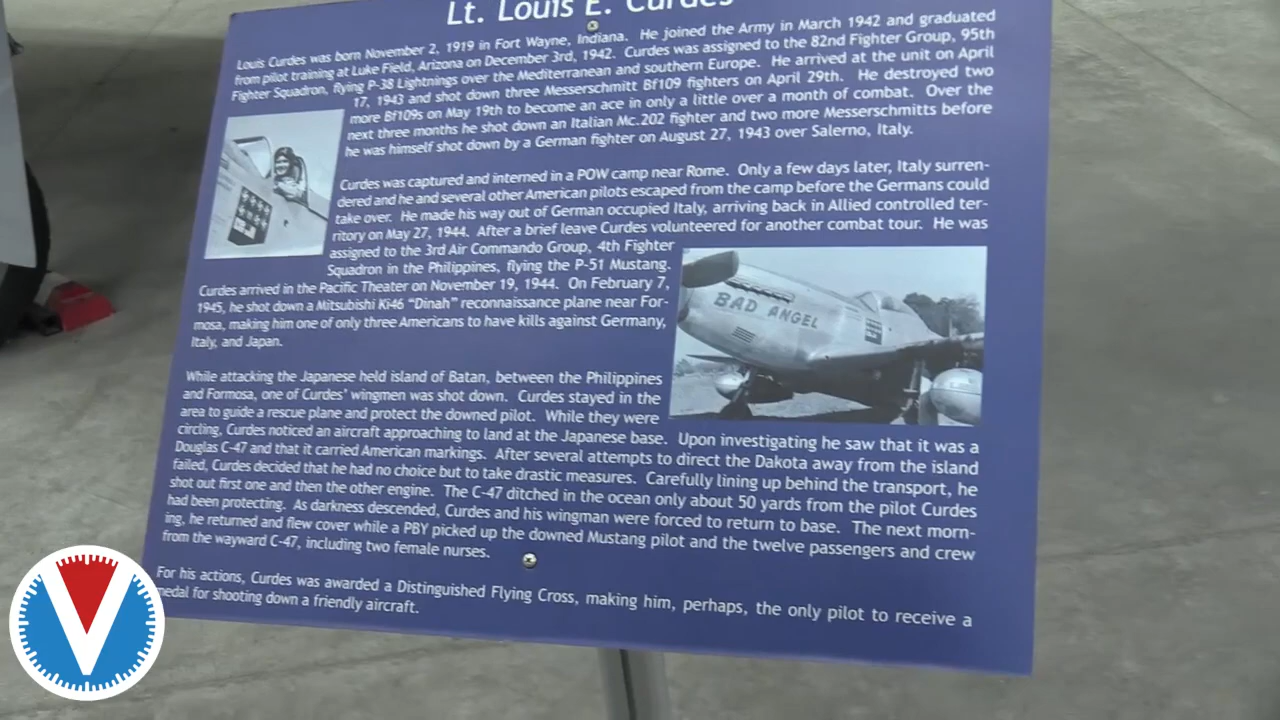 Lt. Louis E. Curdes
Louis Curdes was born November 2, 1919 in Fort Wayne, Indiana. He joined the Army in March 1942 and graduated
from pilot training at Luke Field, Arizona on December 3rd, 1942. Curdes was assigned to the 82nd Fighter Group, 95th
Fighter Squadron, flying P-38 Lightnings over the Mediterranean and southern Europe. He arrived at the unit on April
17, 1943 and shot down three Messerschmitt Bf109 fighters on April 29th. He destroyed two
more Bf109s on May 19th to become an ace in only a little over a month of combat. Over the
next three months he shot down an Italian Mc.202 fighter and two more Messerschmitts before
he was himself shot down by a German fighter on August 27, 1943 over Salerno, Italy.
Curdes was captured and interned in a POW camp near Rome. Only a few days later, Italy surren-
dered and he and several other American pilots escaped from the camp before the Germans could
take over. He made his way out of German occupied Italy, arriving back in Allied controlled ter-
ritory on May 27, 1944. After a brief leave Curdes volunteered for another combat tour. He was
assigned to the 3rd Air Commando Group, 4th Fighter
Squadron in the Philippines, flying the P-51 Mustang.
Curdes arrived in the Pacific Theater on November 19, 1944. On February 7,
1945, he shot down a Mitsubishi Ki46 “Dinah” reconnaissance plane near For-
mosa, making him one of only three Americans to have kills against Germany,
Italy, and Japan.
BAD ANGEL
While attacking the Japanese held island of Batan, between the Philippines
and Formosa, one of Curdes’ wingmen was shot down. Curdes stayed in the
area to guide a rescue plane and protect the downed pilot. While they were
circling, Curdes noticed an aircraft approaching to land at the Japanese base. Upon investigating he saw that it was a
Douglas C-47 and that it carried American markings. After several attempts to direct the Dakota away from the island
failed, Curdes decided that he had no choice but to take drastic measures. Carefully lining up behind the transport, he
shot out first one and then the other engine. The C-47 ditched in the ocean only about 50 yards from the pilot Curdes
had been protecting. As darkness descended, Curdes and his wingman were forced to return to base. The next morn-
ing, he returned and flew cover while a PBY picked up the downed Mustang pilot and the twelve passengers and crew
from the wayward C-47, including two female nurses.
For his actions, Curdes was awarded a Distinguished Flying Cross, making him, perhaps, the only pilot to receive a
medal for shooting down a friendly aircraft.
V